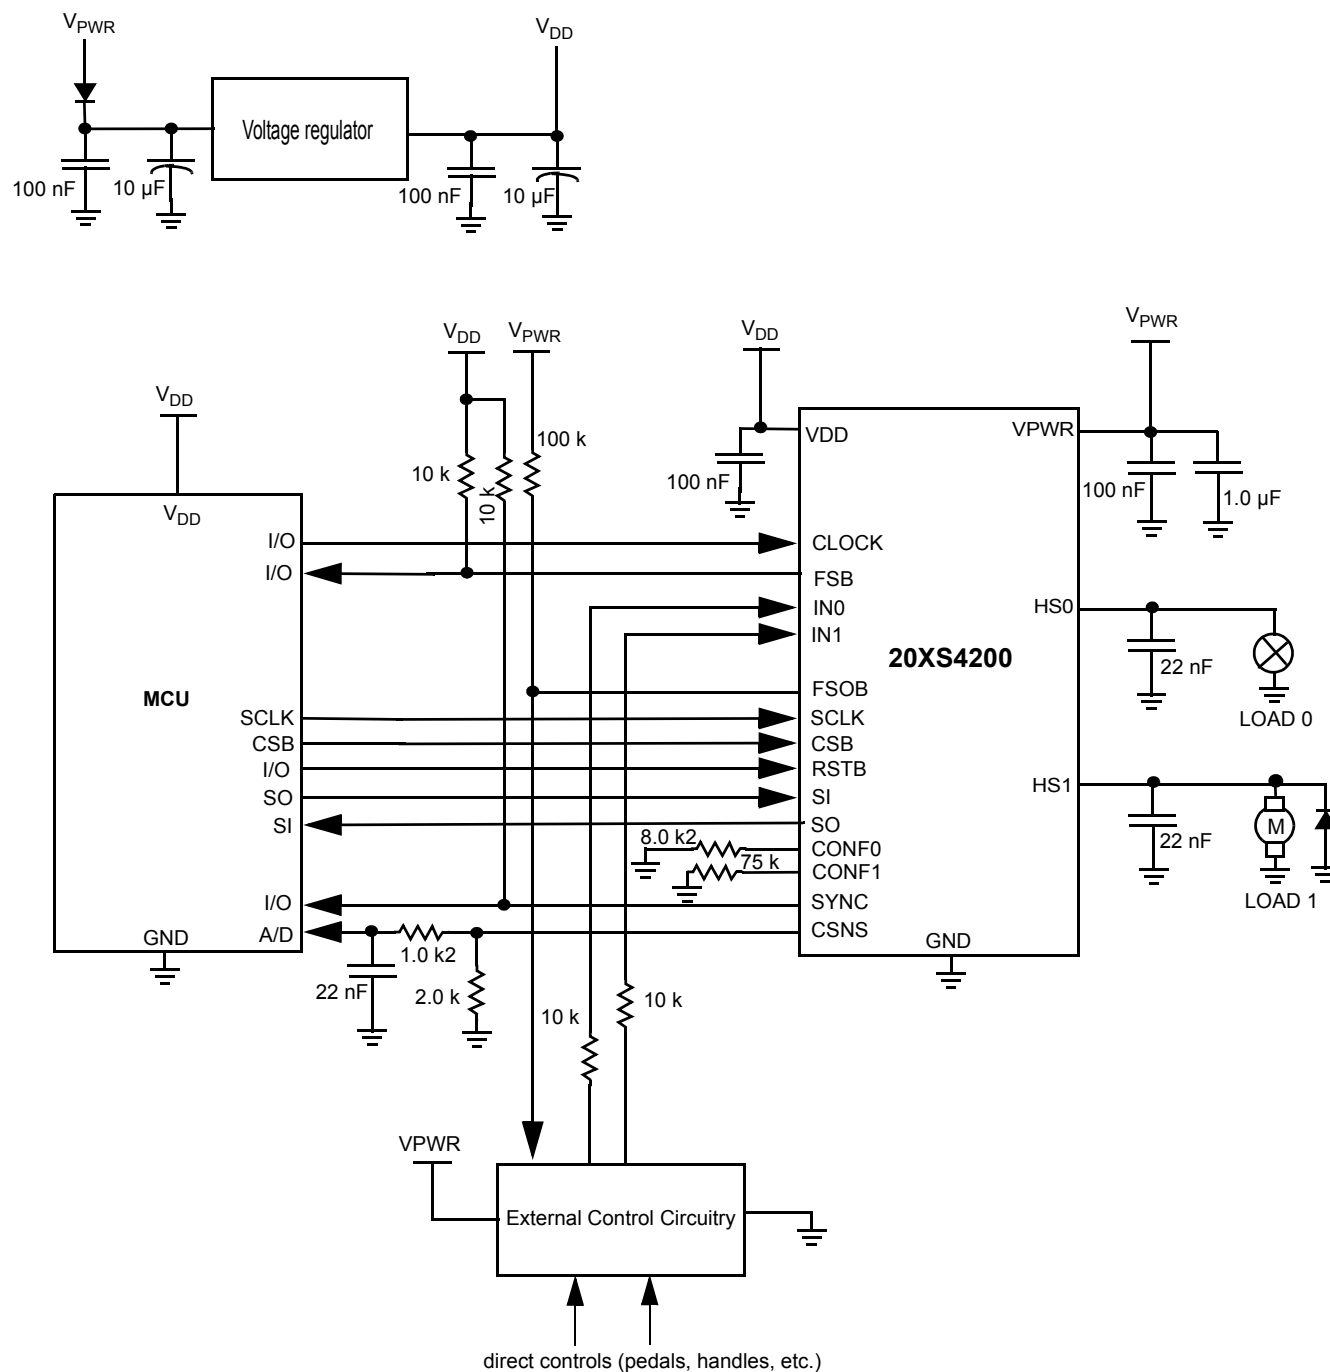 VPWR
VDD
Voltage regulator
100 nF
10 µF
100 nF
10 µF
VDD
VPWR
VDD
VPWR
VDD
100 k
10 k
10 k
VDD
VPWR
100 nF
100 nF
1.0 µF
VDD
I/O
CLOCK
I/O
FSB
IN0
HS0
IN1
20XS4200
22 nF
MCU
FSOB
LOAD 0
SCLK
SCLK
CSB
CSB
I/O
RSTB
HS1
SO
SI
SI
SO
M
22 nF
8.0 k2
CONF0
75 k
CONF1
LOAD 1
I/O
SYNC
A/D
CSNS
GND
GND
1.0 k2
22 nF
2.0 k
10 k
10 k
VPWR
External Control Circuitry
direct controls (pedals, handles, etc.)